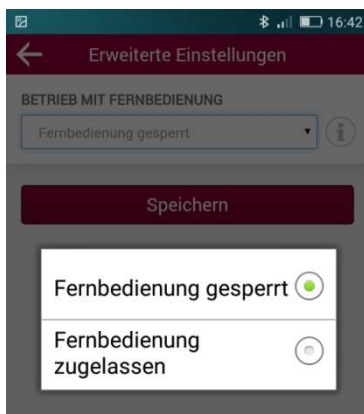 16:42
Erweiterte Einstellungen
BETRIEB MIT FERNBEDIENUNG
Fernbedienung gesperrt
Speichern
Fernbedienung gesperrt
Fernbedienung
zugelassen